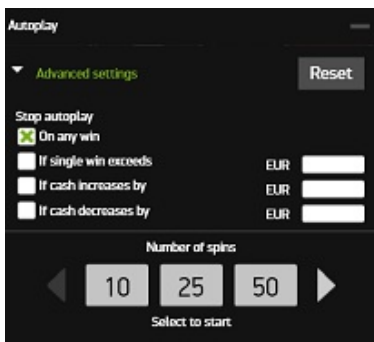 Autoplay
Advanced settings
Reset
Stop autoplay
On any win
If single win exceeds EUR
If cash increases by EUR
If cash decreases by EUR
Number of spins
10 25 50
Select to start